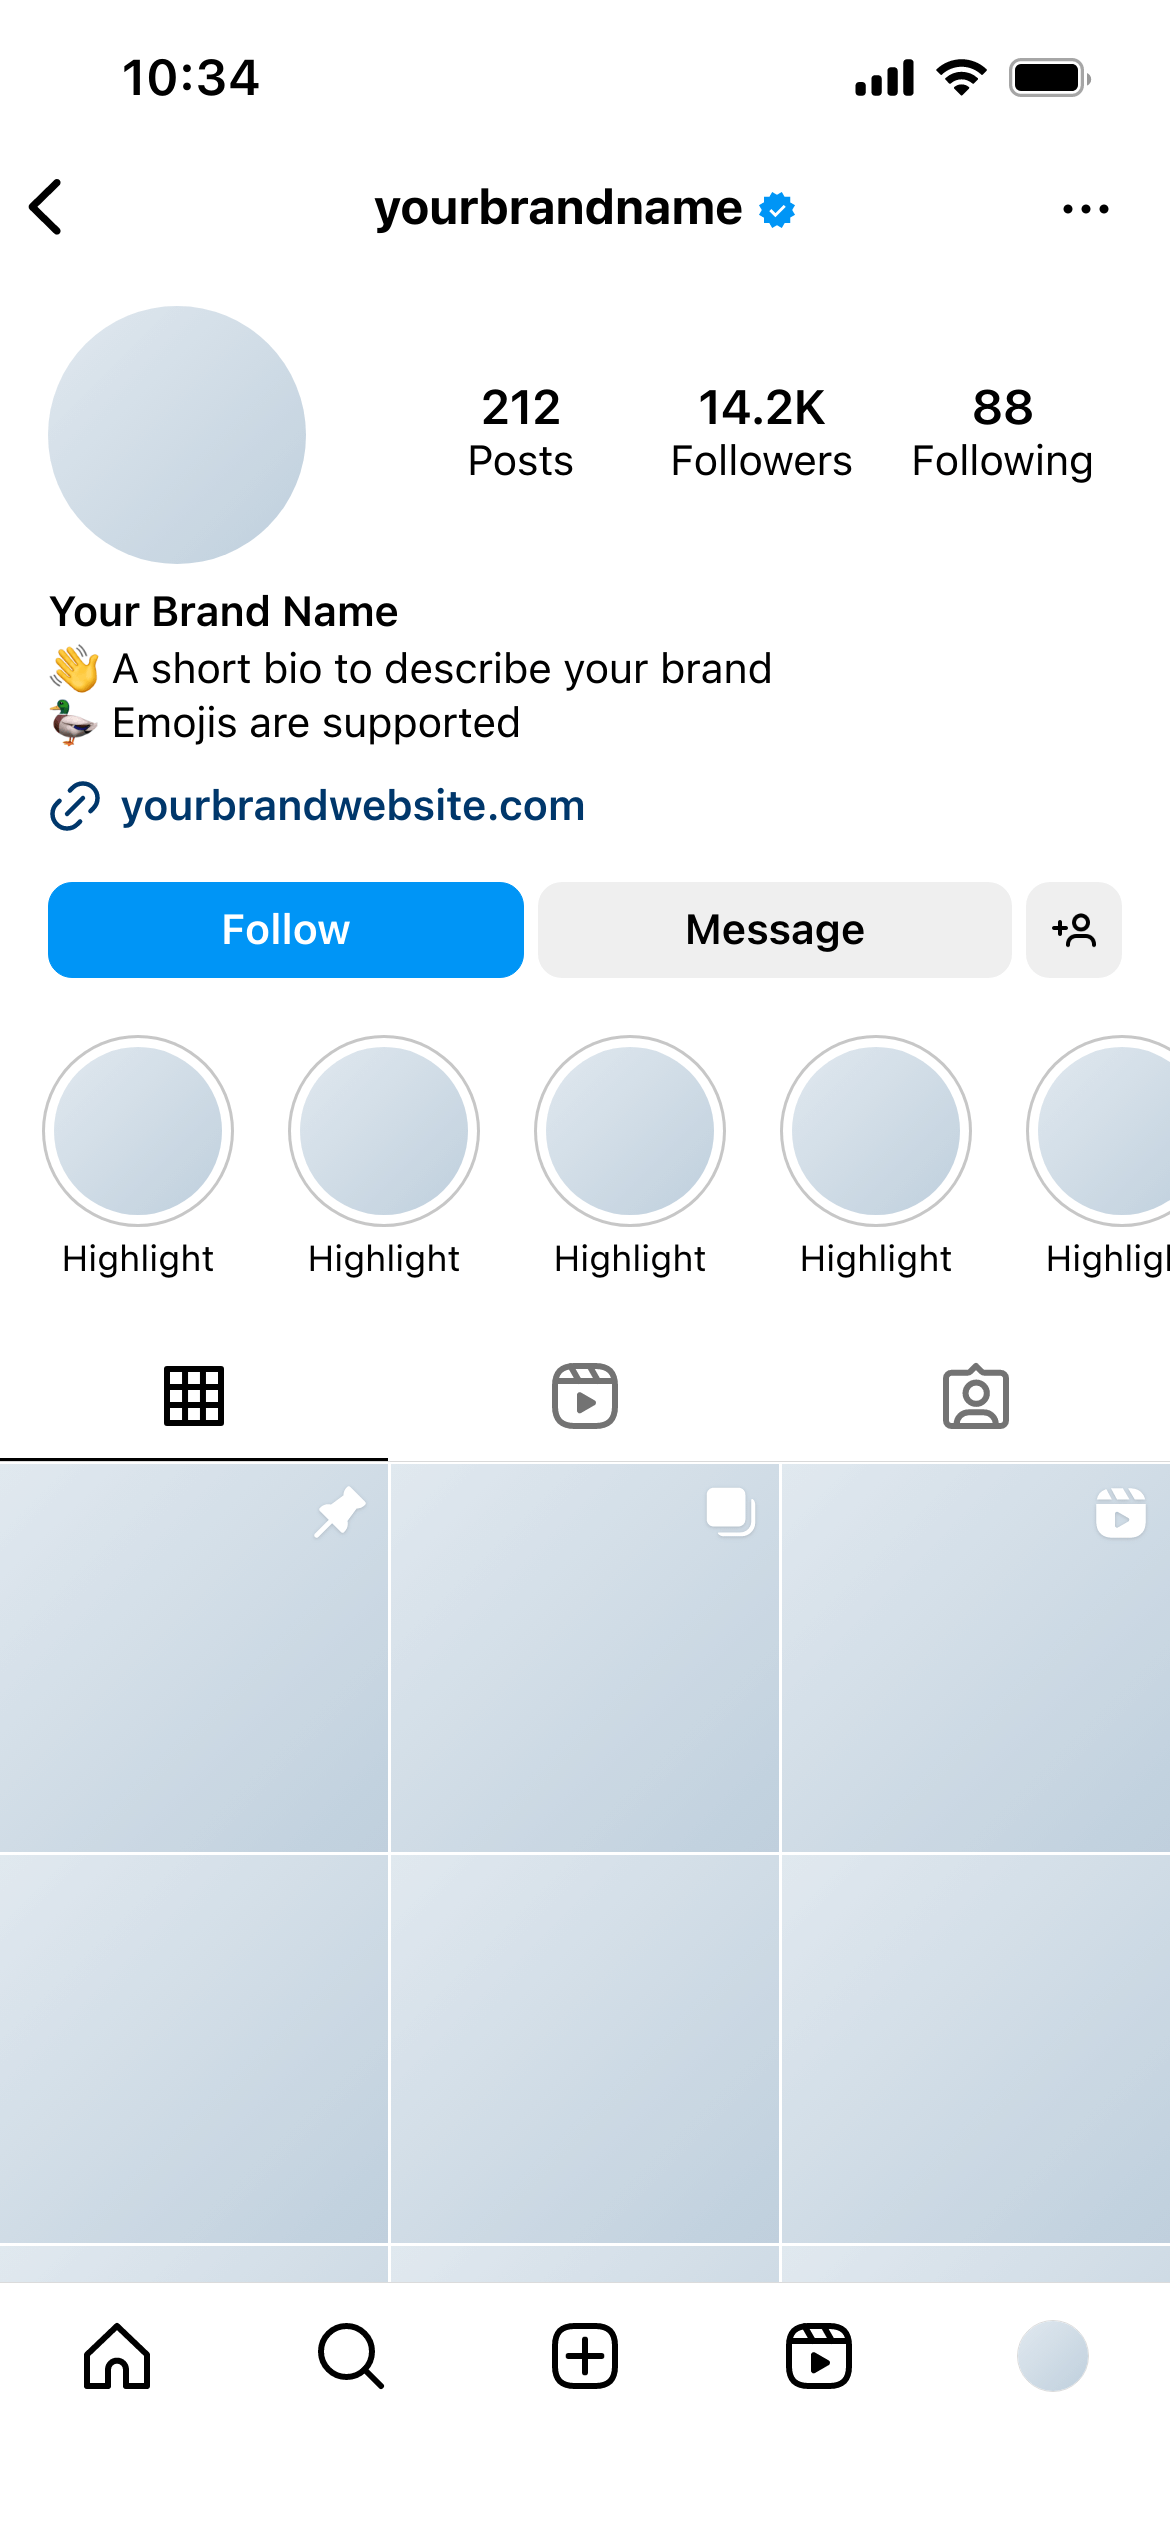 10:34
yourbrandname
212 14.2K 88
Posts Followers Following
Your Brand Name
👋 A short bio to describe your brand
🦆 Emojis are supported
yourbrandwebsite.com
Follow Message
Highlight Highlight Highlight Highlight Highligh